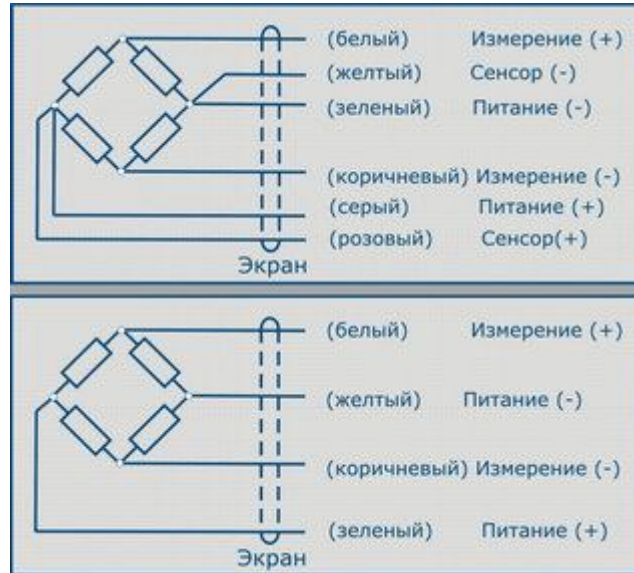 (белый) Измерение (+)
(желтый) Сенсор (-)
(зеленый) Питание (-)
(коричневый) Измерение (-)
(серый) Питание (+)
(розовый) Сенсор(+)
Экран
(белый) Измерение (+)
(желтый) Питание (-)
(коричневый) Измерение (-)
(зеленый) Питание (+)
Экран